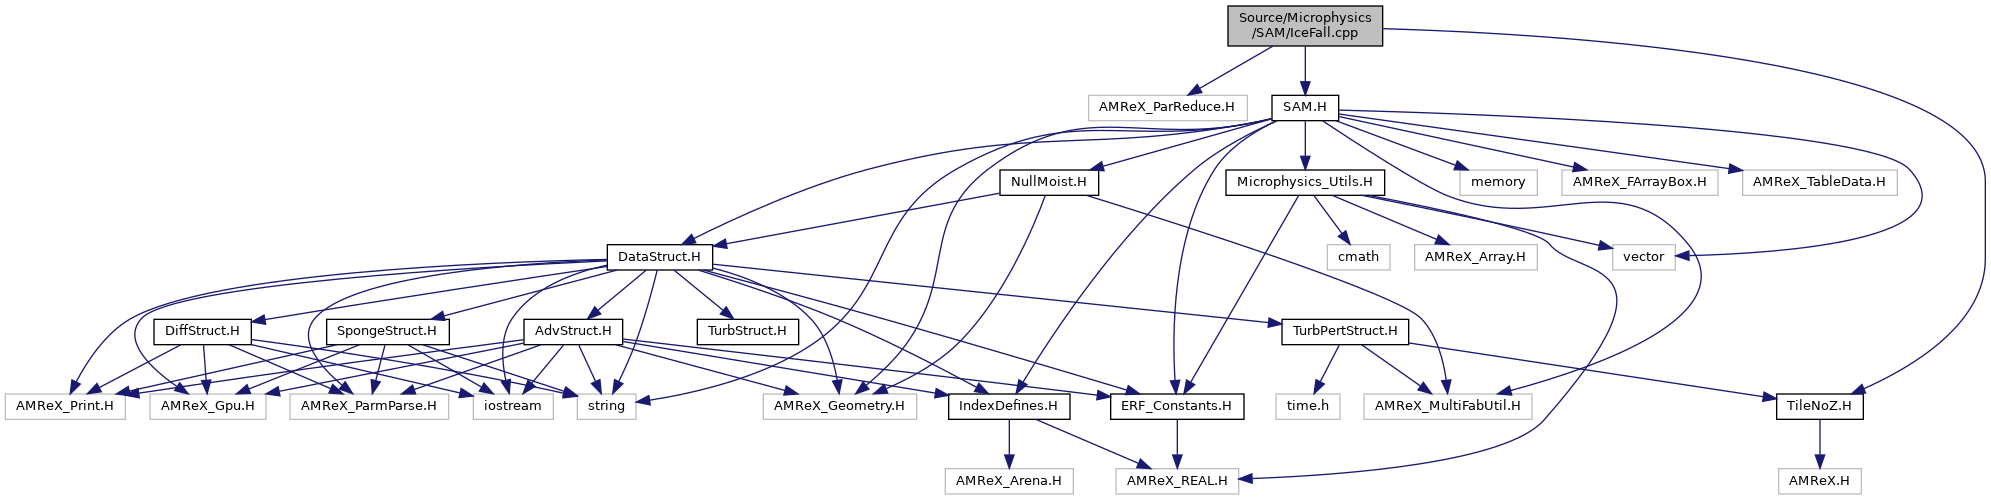 Source/Microphysics
/SAM/IceFall.cpp
AMReX_ParReduce.H
SAM.H
NullMoist.H
Microphysics_Utils.H
memory
AMReX_FArrayBox.H
AMReX_TableData.H
DataStruct.H
cmath
AMReX_Array.H
vector
DiffStruct.H
SpongeStruct.H
AdvStruct.H
TurbStruct.H
TurbPertStruct.H
AMReX_Print.H
AMReX_Gpu.H
AMReX_ParmParse.H
iostream
string
AMReX_Geometry.H
IndexDefines.H
ERF_Constants.H
time.h
AMReX_MultiFabUtil.H
TileNoZ.H
AMReX_Arena.H
AMReX_REAL.H
AMReX.H